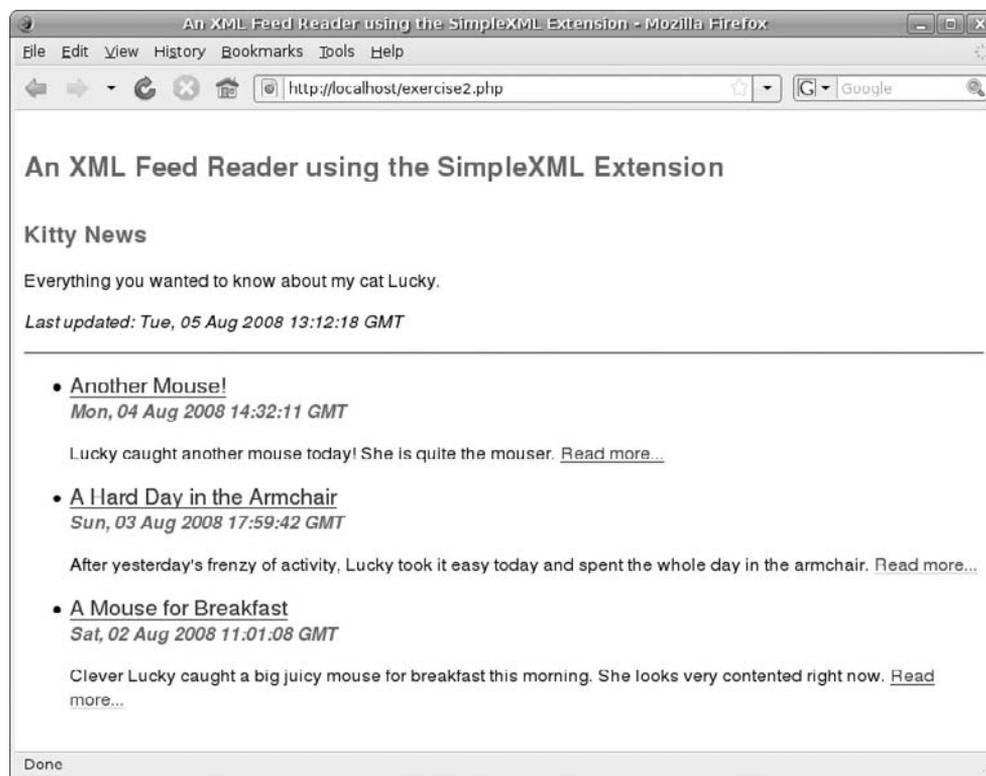 An XML Feed Reader using the SimpleXML Extension - Mozilla Firefox
File Edit View History Bookmarks Tools Help
http://localhost/exercise2.php
G Google
An XML Feed Reader using the SimpleXML Extension
Kitty News
Everything you wanted to know about my cat Lucky.
Last updated: Tue, 05 Aug 2008 13:12:18 GMT
Another Mouse!
Mon, 04 Aug 2008 14:32:11 GMT
Lucky caught another mouse today! She is quite the mouser. Read more...
A Hard Day in the Armchair
Sun, 03 Aug 2008 17:59:42 GMT
After yesterday's frenzy of activity, Lucky took it easy today and spent the whole day in the armchair. Read more...
A Mouse for Breakfast
Sat, 02 Aug 2008 11:01:08 GMT
Clever Lucky caught a big juicy mouse for breakfast this morning. She looks very contented right now. Read
more...
Done